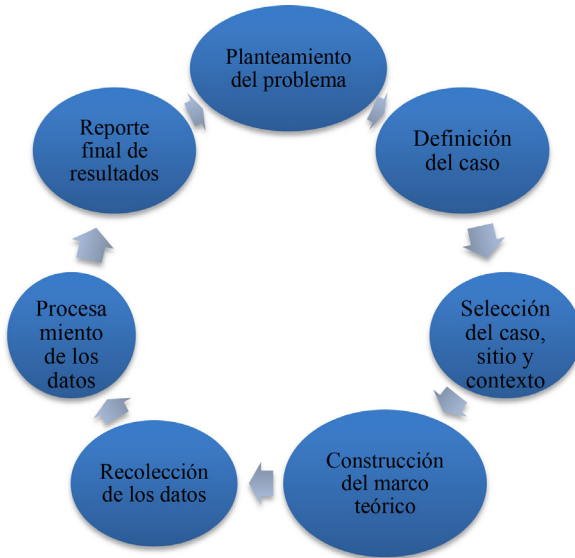 Planteamiento
del problema
Definición
del caso
Selección
del caso,
sitio y
contexto
Construcción
del marco
teórico
Recolección
de los datos
Procesa
miento
de los
datos
Reporte
final de
resultados